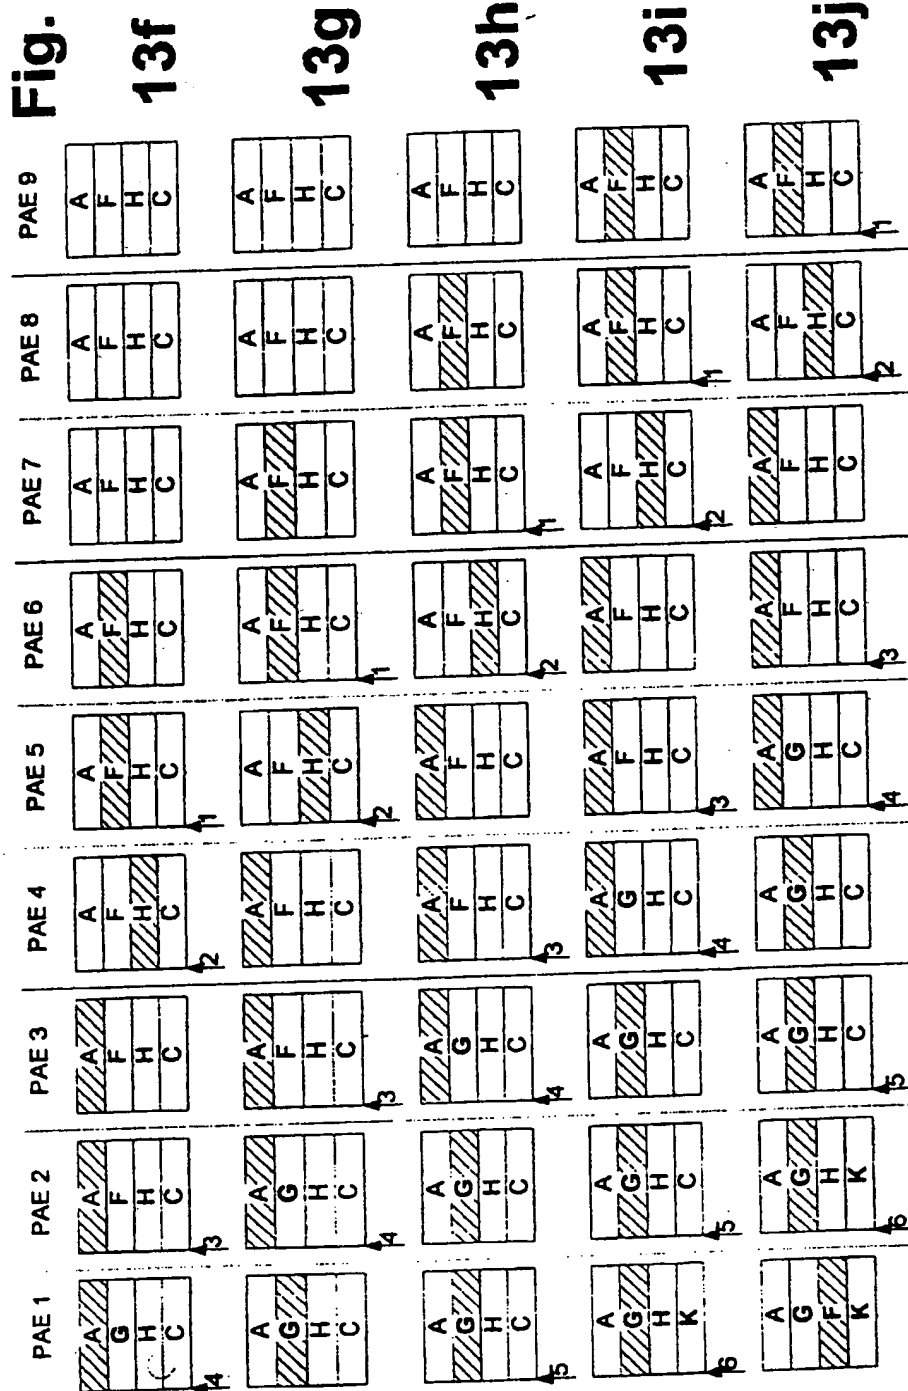 PAE 1 PAE 2 PAE 3 PAE 4 PAE 5 PAE 6 PAE 7 PAE 8 PAE 9 Fig.
A A A A A A A A A
G F F F F F F F F
H H H H H H H H H
C C C C C C C C C
4 3 2 1
13f
A A A A A A A A A
G G F F F F F F F
H H H H H H H H H
C C C C C C C C C
4 3 2 1
13g
A A A A A A A A A
G G G F F F F F F
H H H H H H H H H
C C C C C C C C C
5 4 3 2 1
13h
A A A A A A A A A
G G G G F F F F F
H H H H H H H H H
K C C C C C C C C
6 5 4 3 2 1
13i
A A A A A A A A A
G G G G G F F F F
F H H H H H H H H
K K C C C C C C C
6 5 4 3 2 1
13j